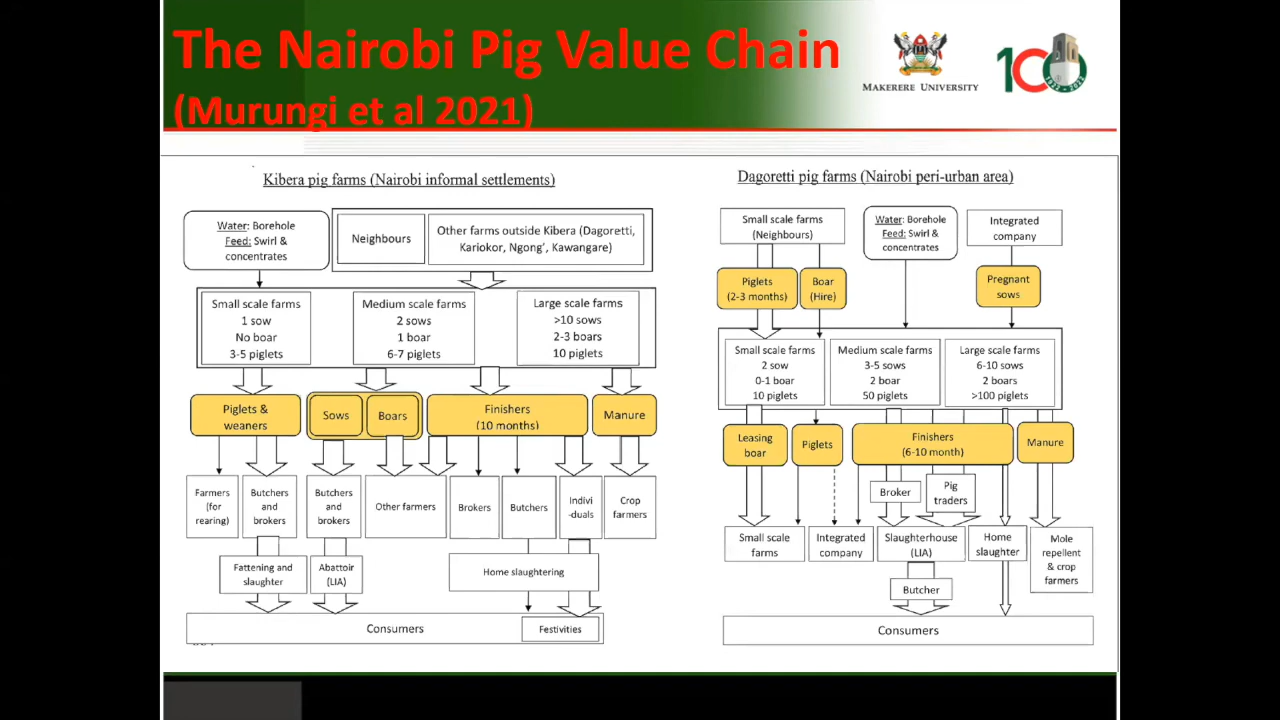 The Nairobi Pig Value Chain
(Murungi et al 2021)
MAKERERE UNIVERSITY
100
1922 - 2022
Kibera pig farms (Nairobi informal settlements)
Water: Borehole
Feed: Swirl &
concentrates
Neighbours
Other farms outside Kibera (Dagoretti,
Kariokor, Ngong', Kawangare)
Small scale farms
1 sow
No boar
3-5 piglets
Medium scale farms
2 sows
1 boar
6-7 piglets
Large scale farms
>10 sows
2-3 boars
10 piglets
Piglets &
weaners
Sows
Boars
Finishers
(10 months)
Manure
Farmers
(for
rearing)
Butchers
and
brokers
Butchers
and
brokers
Other farmers
Brokers
Butchers
Indivi
-duals
Crop
farmers
Fattening and
slaughter
Abattoir
(LIA)
Home slaughtering
Consumers
Festivities
Dagoretti pig farms (Nairobi peri-urban area)
Small scale farms
(Neighbours)
Water: Borehole
Feed: Swirl &
concentrates
Integrated
company
Piglets
(2-3 months)
Boar
(Hire)
Pregnant
sows
Small scale farms
2 sow
0-1 boar
10 piglets
Medium scale farms
3-5 sows
2 boar
50 piglets
Large scale farms
6-10 sows
2 boars
>100 piglets
Leasing
boar
Piglets
Finishers
(6-10 month)
Manure
Broker
Pig
traders
Small scale
farms
Integrated
company
Slaughterhouse
(LIA)
Home
slaughter
Mole
repellent
& crop
farmers
Butcher
Consumers